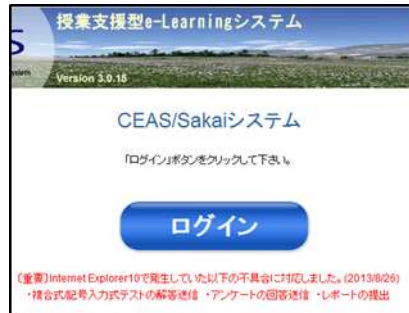 授業支援型e-Learningシステム
S
Version 3.0.15
CEAS/Sakaiシステム
「ログイン」ボタンをクリックして下さい。
ログイン
〔重要〕Internet Explorer10で発生していた以下の不具合に対応しました。(2013/8/26)
・複合式/記号入力式テストの解答送信 ・アンケートの回答送信 ・レポートの提出